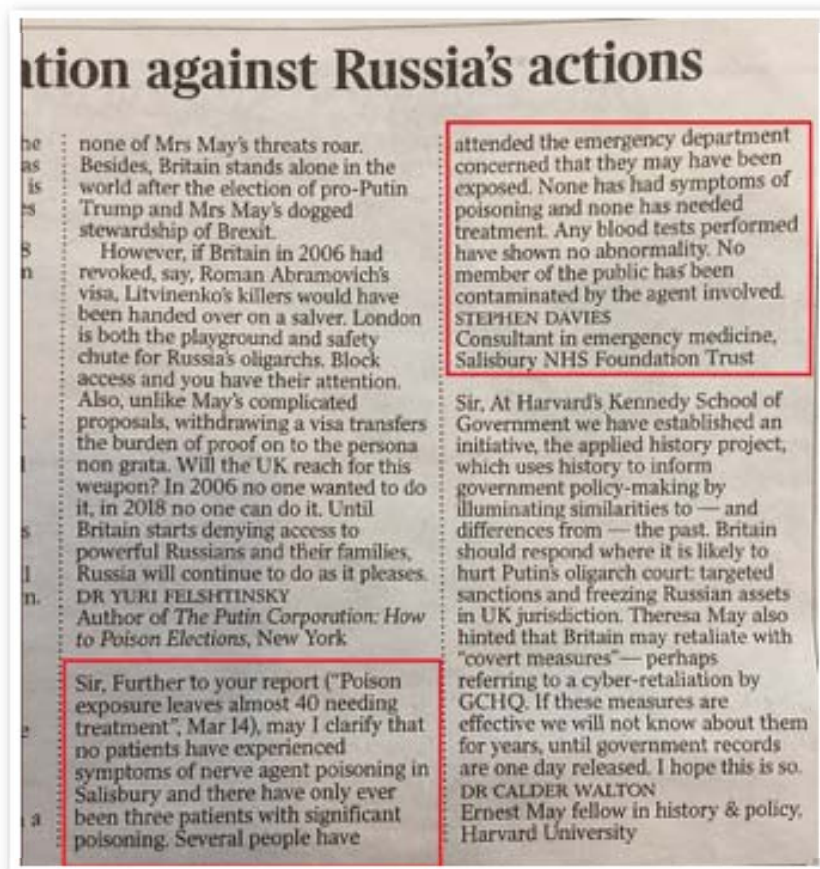 ation against Russia's actions
he
as
is
es
s
n
s
n.
a
none of Mrs May's threats roar.
Besides, Britain stands alone in the
world after the election of pro-Putin
Trump and Mrs May's dogged
stewardship of Brexit.
However, if Britain in 2006 had
revoked, say, Roman Abramovich's
visa, Litvinenko's killers would have
been handed over on a salver. London
is both the playground and safety
chute for Russia's oligarchs. Block
access and you have their attention.
Also, unlike May's complicated
proposals, withdrawing a visa transfers
the burden of proof on to the persona
non grata. Will the UK reach for this
weapon? In 2006 no one wanted to do
it, in 2018 no one can do it. Until
Britain starts denying access to
powerful Russians and their families,
Russia will continue to do as it pleases.
DR YURI FELSHTINSKY
Author of The Putin Corporation: How
to Poison Elections, New York
Sir, Further to your report ("Poison
exposure leaves almost 40 needing
treatment", Mar 14), may I clarify that
no patients have experienced
symptoms of nerve agent poisoning in
Salisbury and there have only ever
been three patients with significant
poisoning. Several people have
attended the emergency department
concerned that they may have been
exposed. None has had symptoms of
poisoning and none has needed
treatment. Any blood tests performed
have shown no abnormality. No
member of the public has been
contaminated by the agent involved.
STEPHEN DAVIES
Consultant in emergency medicine,
Salisbury NHS Foundation Trust
Sir, At Harvard's Kennedy School of
Government we have established an
initiative, the applied history project,
which uses history to inform
government policy-making by
illuminating similarities to — and
differences from — the past. Britain
should respond where it is likely to
hurt Putin's oligarch court: targeted
sanctions and freezing Russian assets
in UK jurisdiction. Theresa May also
hinted that Britain may retaliate with
"covert measures" — perhaps
referring to a cyber-retaliation by
GCHQ. If these measures are
effective we will not know about them
for years, until government records
are one day released. I hope this is so.
DR CALDER WALTON
Ernest May fellow in history & policy,
Harvard University